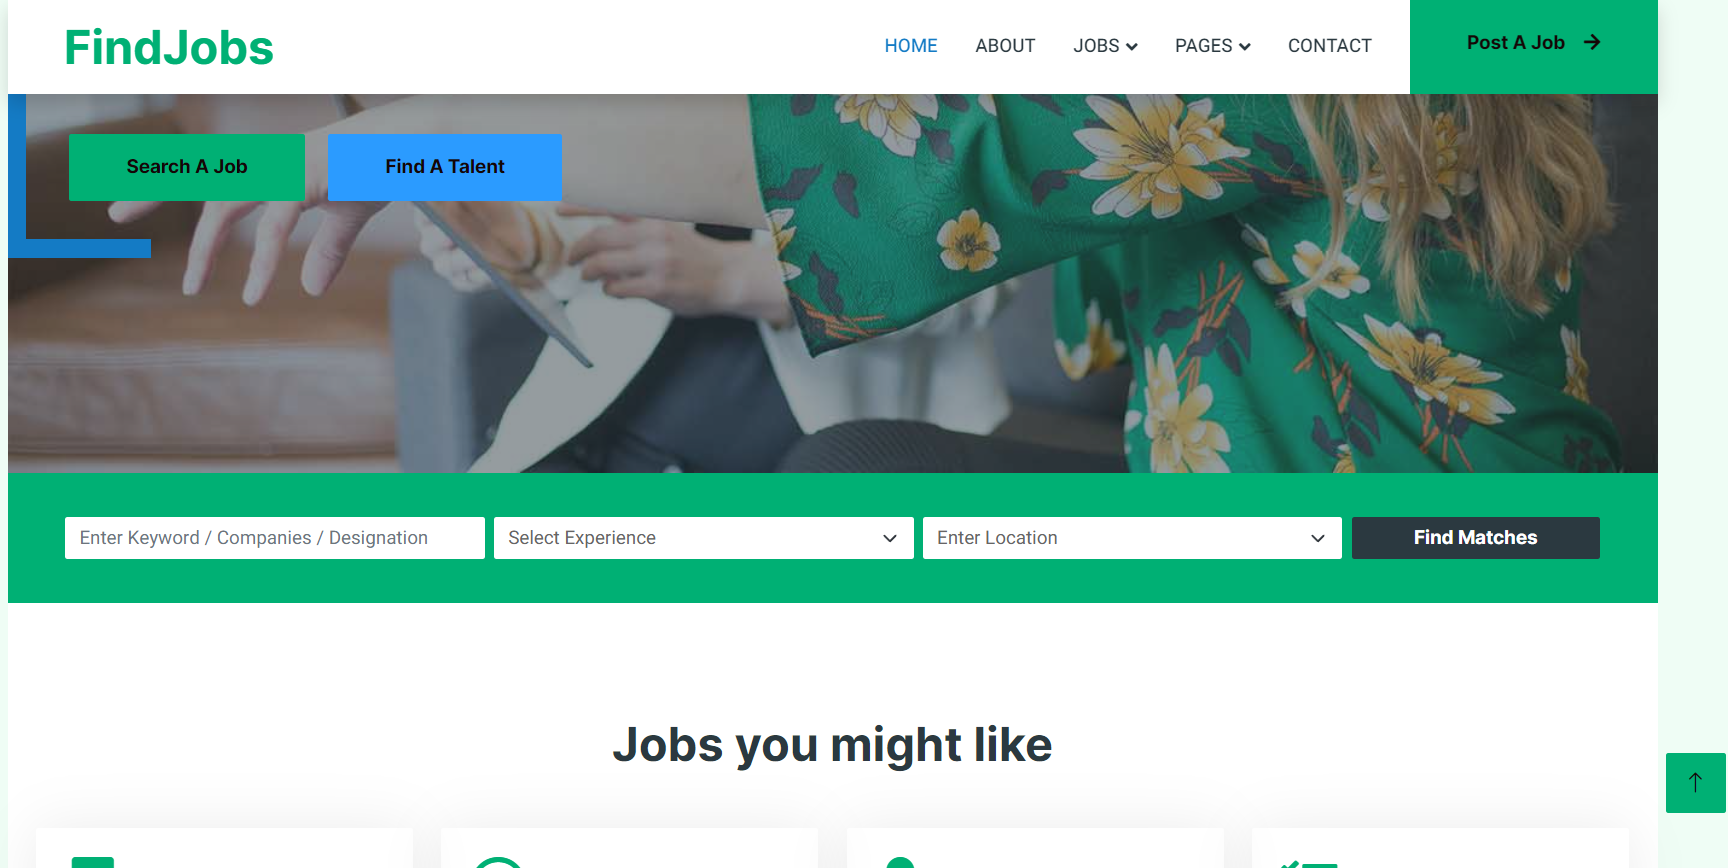 FindJobs
HOME ABOUT JOBS PAGES CONTACT
Post A Job
Search A Job
Find A Talent
Enter Keyword / Companies / Designation
Select Experience
Enter Location
Find Matches
Jobs you might like